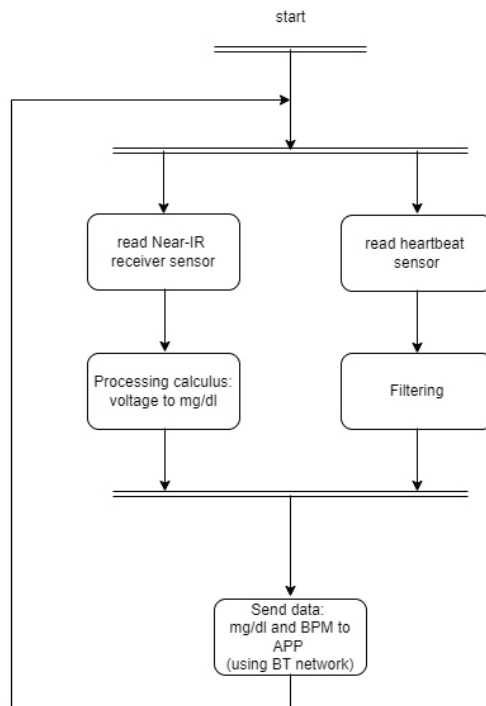 start
read Near-IR
receiver sensor
read heartbeat
sensor
Processing calculus:
voltage to mg/dl
Filtering
Send data:
mg/dl and BPM to
APP
(using BT network)